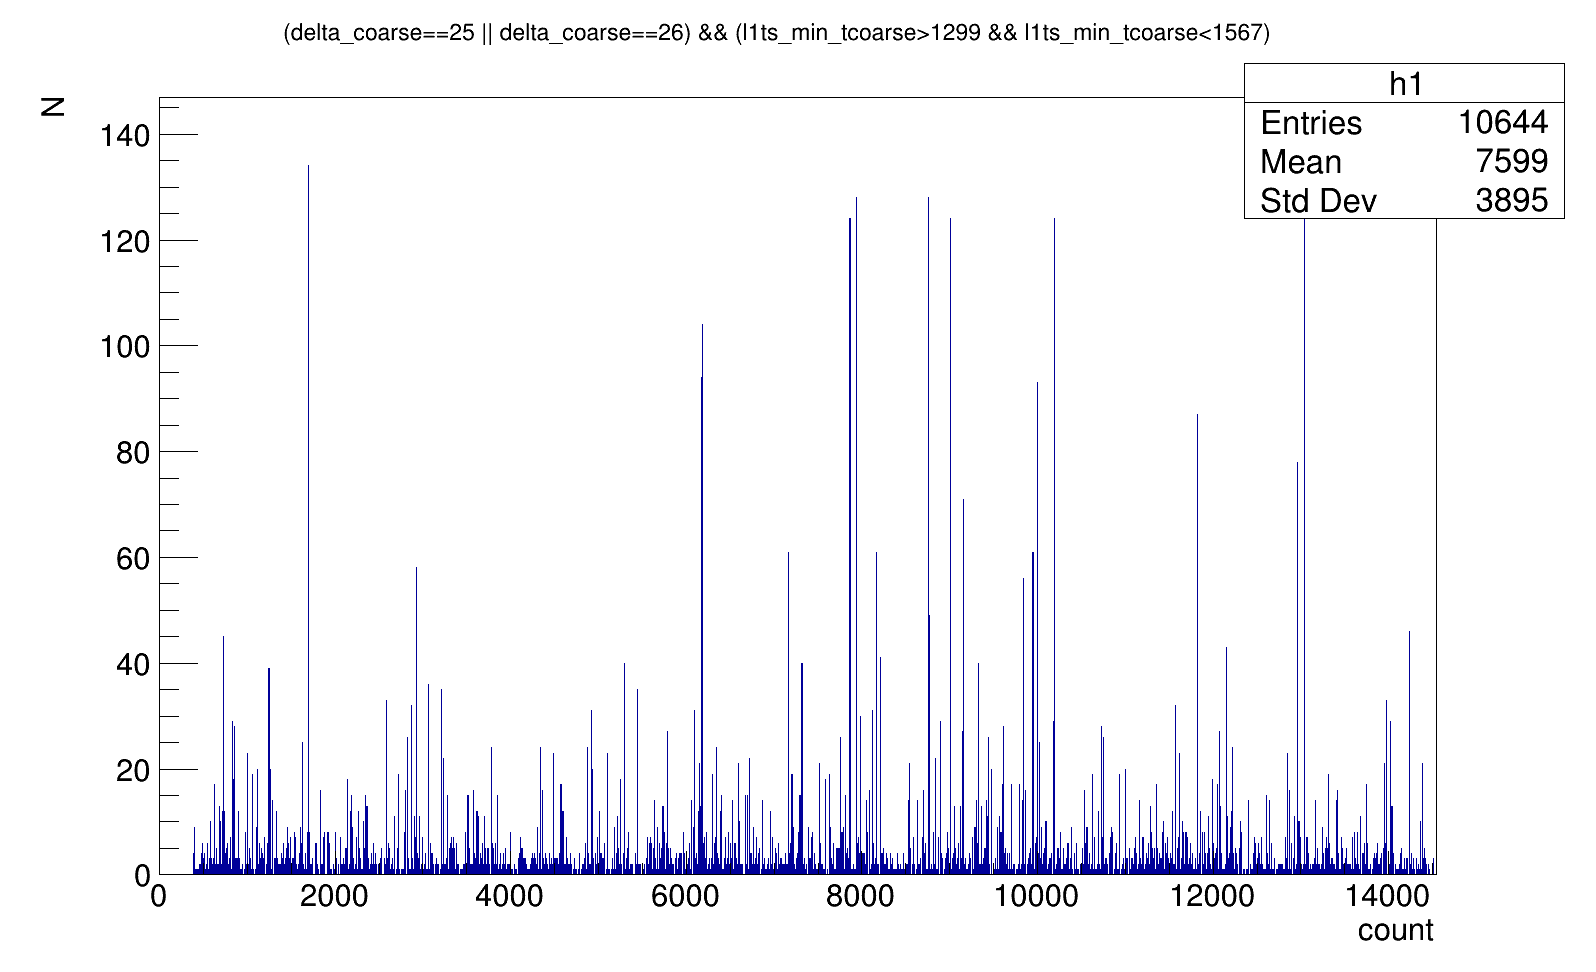 (delta_coarse==25 || delta_coarse==26) && (l1ts_min_tcoarse>1299 && l1ts_min_tcoarse<1567)
h1
Entries 10644
Mean 7599
Std Dev 3895
N
140
120
100
80
60
40
20
0
0 2000 4000 6000 8000 10000 12000 14000
count